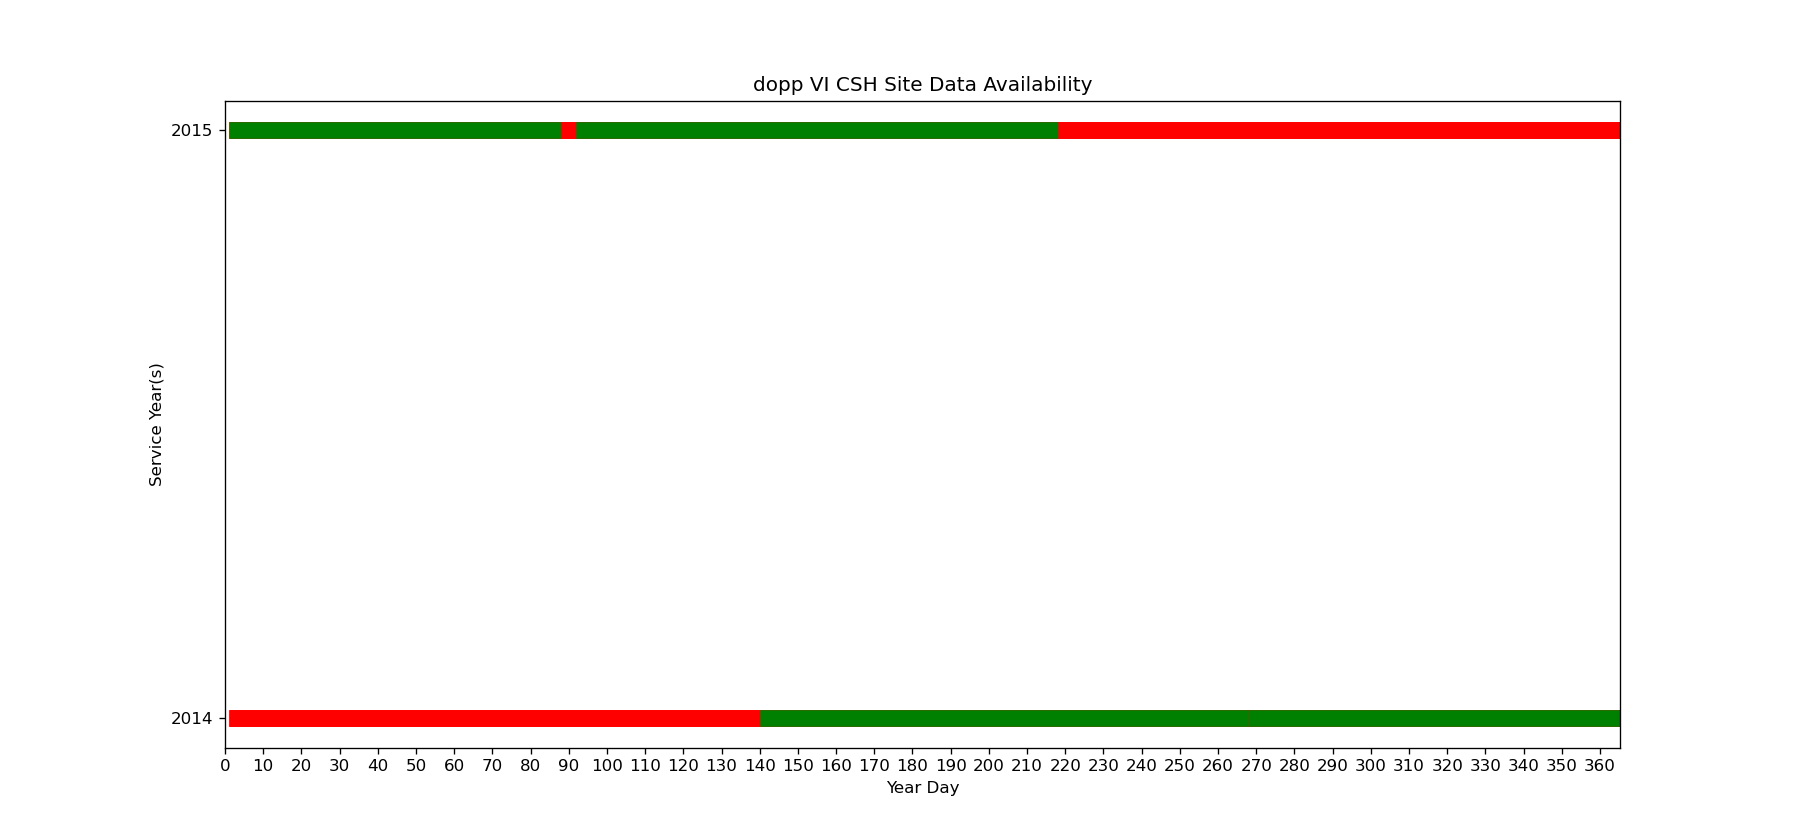 dopp VI CSH Site Data Availability
2015
Service Year(s)
2014
0 10 20 30 40 50 60 70 80 90 100 110 120 130 140 150 160 170 180 190 200 210 220 230 240 250 260 270 280 290 300 310 320 330 340 350 360
Year Day